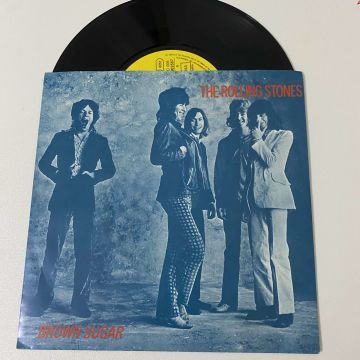 THE ROLLING STONES
BROWN SUGAR